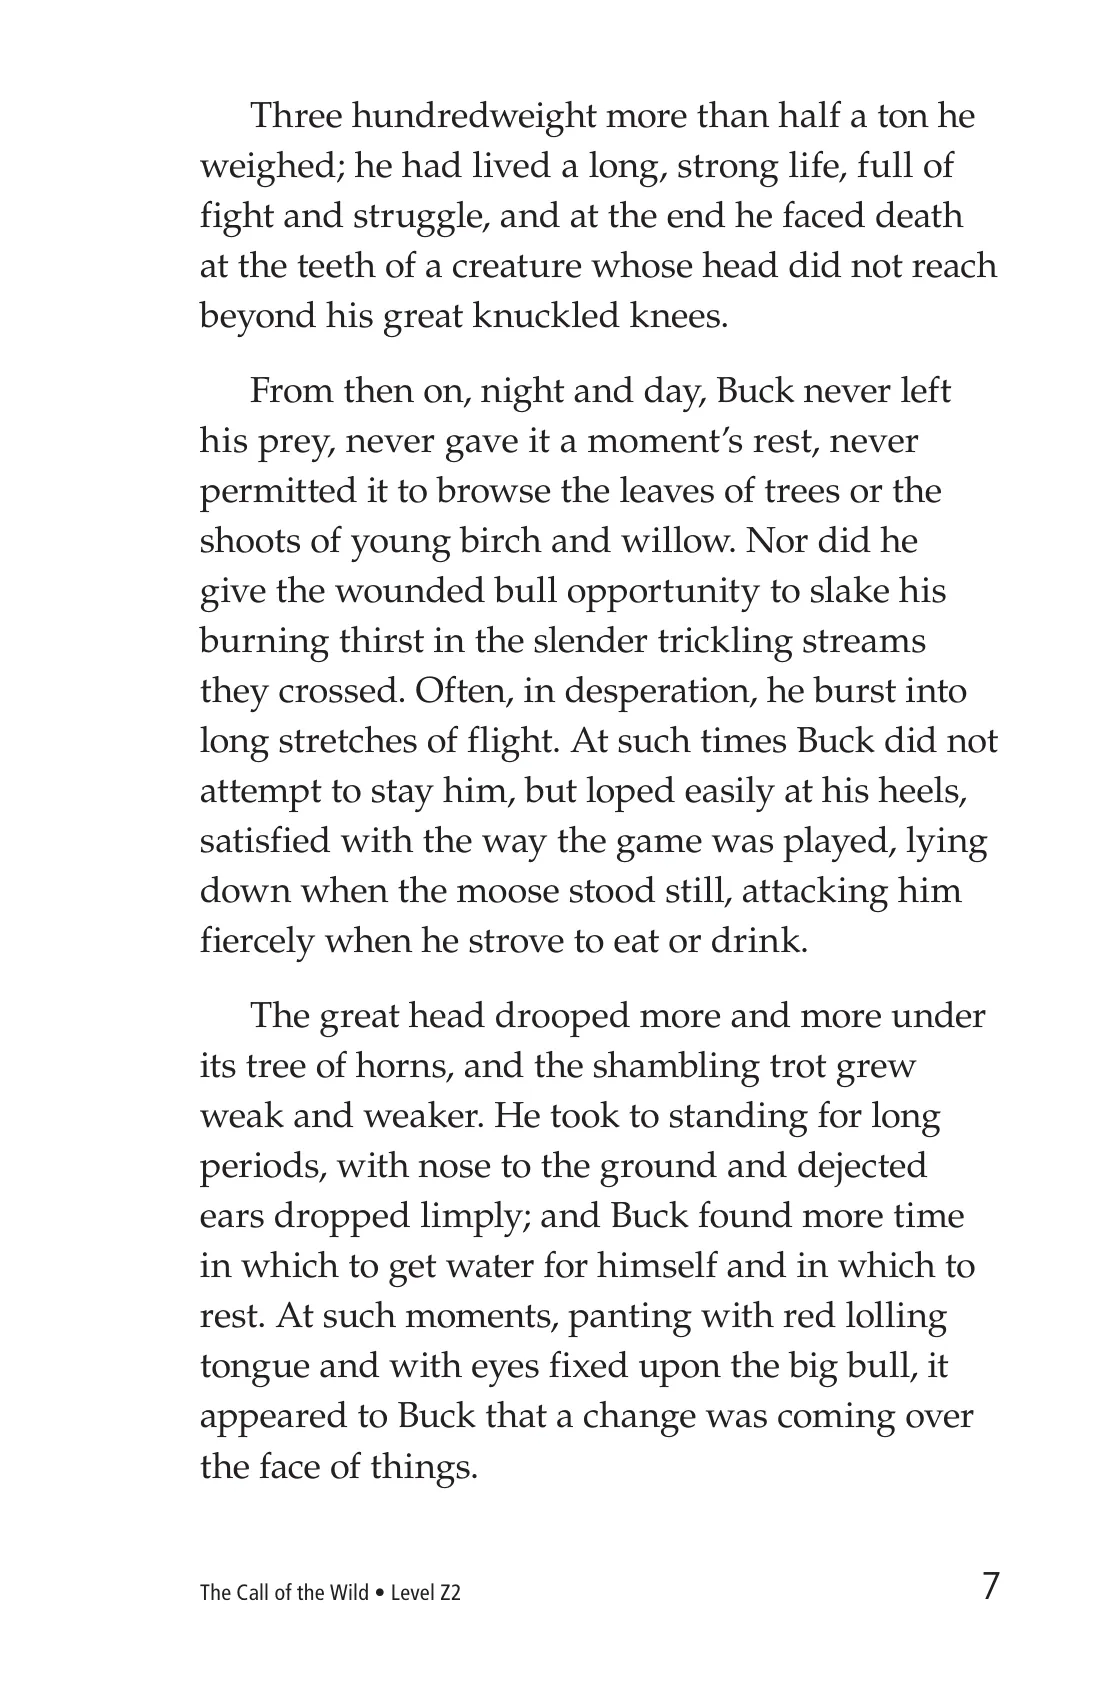 Three hundredweight more than half a ton he
weighed; he had lived a long, strong life, full of
fight and struggle, and at the end he faced death
at the teeth of a creature whose head did not reach
beyond his great knuckled knees.
From then on, night and day, Buck never left
his prey, never gave it a moment’s rest, never
permitted it to browse the leaves of trees or the
shoots of young birch and willow. Nor did he
give the wounded bull opportunity to slake his
burning thirst in the slender trickling streams
they crossed. Often, in desperation, he burst into
long stretches of flight. At such times Buck did not
attempt to stay him, but loped easily at his heels,
satisfied with the way the game was played, lying
down when the moose stood still, attacking him
fiercely when he strove to eat or drink.
The great head drooped more and more under
its tree of horns, and the shambling trot grew
weak and weaker. He took to standing for long
periods, with nose to the ground and dejected
ears dropped limply; and Buck found more time
in which to get water for himself and in which to
rest. At such moments, panting with red lolling
tongue and with eyes fixed upon the big bull, it
appeared to Buck that a change was coming over
the face of things.
The Call of the Wild • Level Z2
7